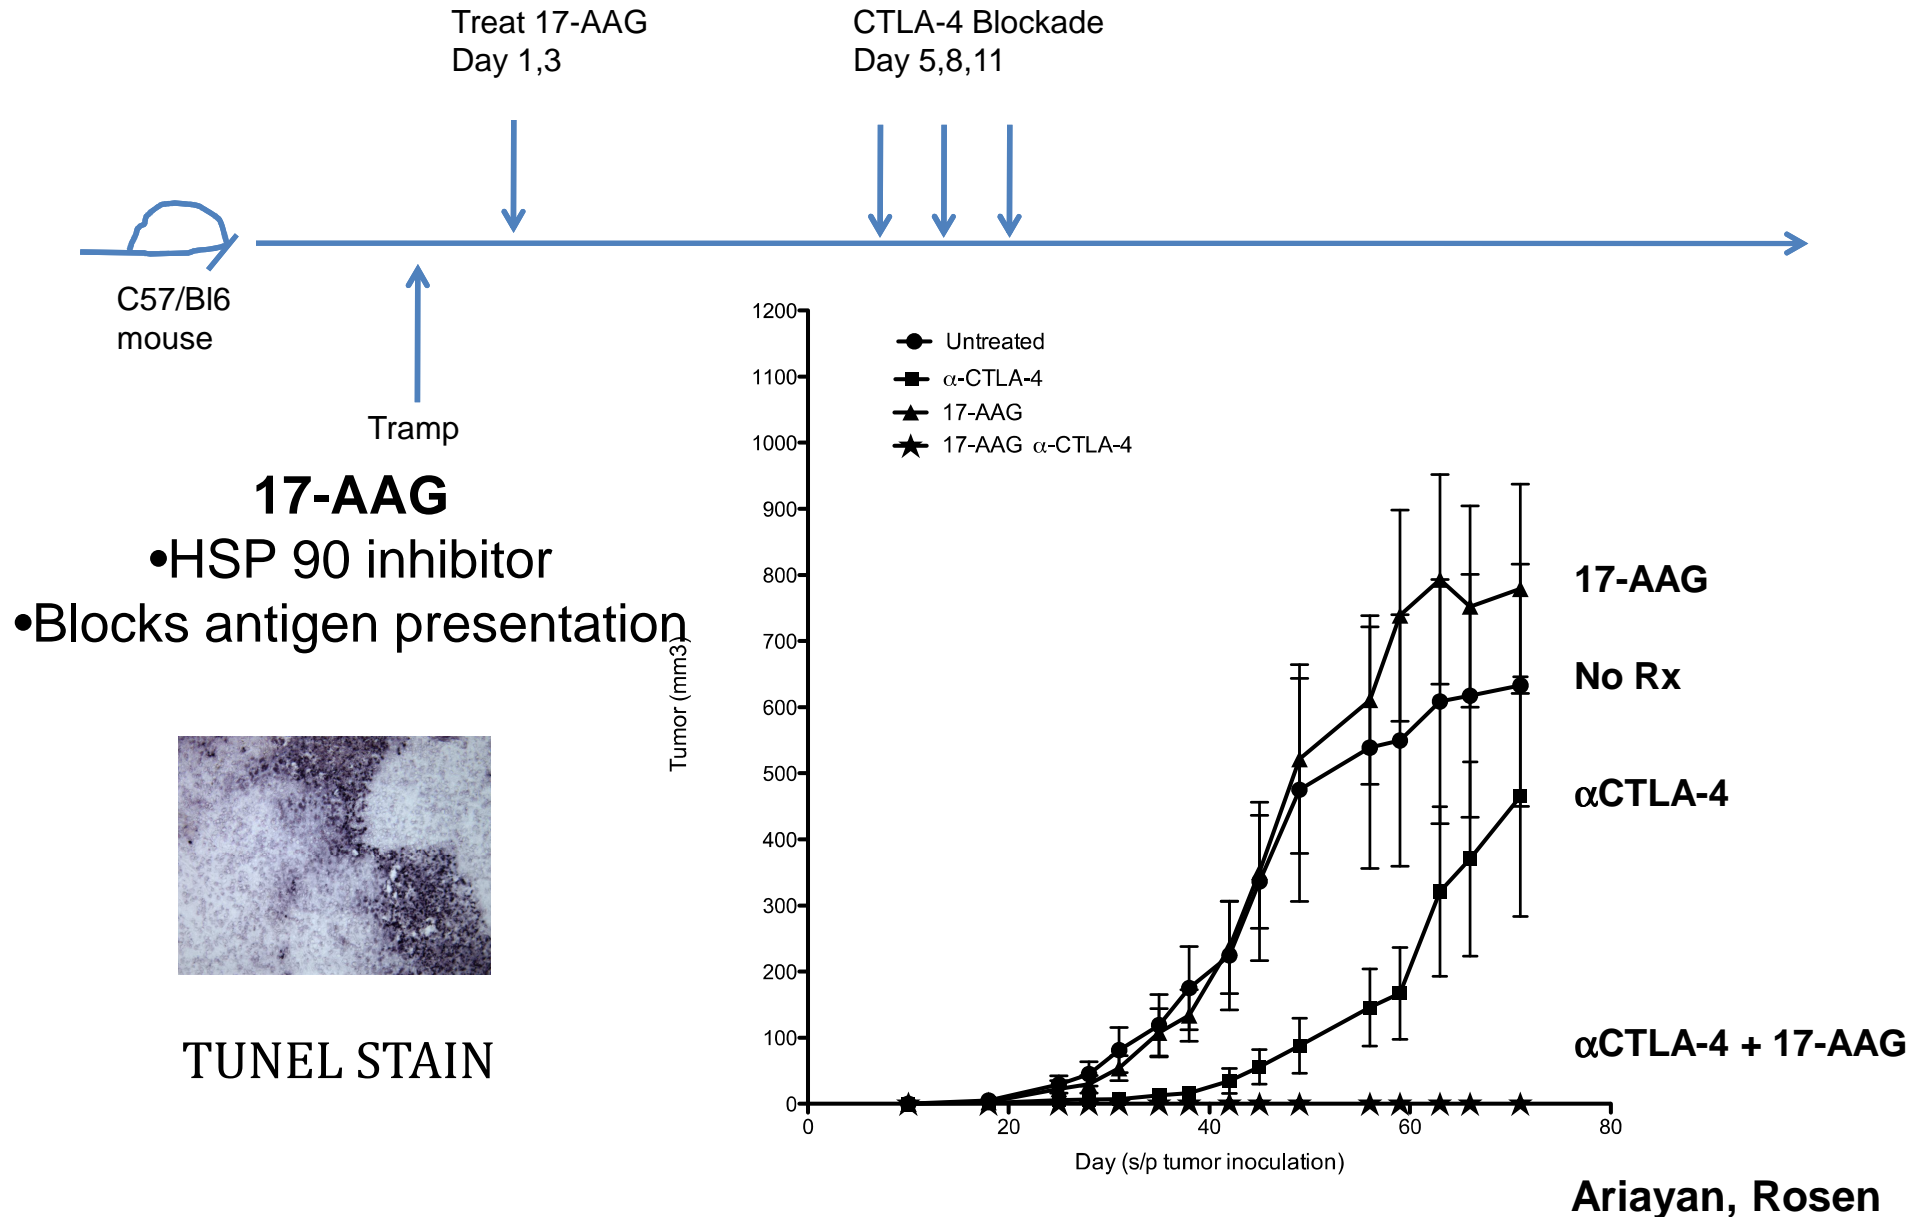 Treat 17-AAG
Day 1,3
CTLA-4 Blockade
Day 5,8,11
C57/Bl6
mouse
Tramp
17-AAG
•HSP 90 inhibitor
•Blocks antigen presentation
TUNEL STAIN
Tumor (mm3)
1200
1100
1000
900
800
700
600
500
400
300
200
100
0
Untreated
α-CTLA-4
17-AAG
17-AAG α-CTLA-4
0 20 40 60 80
Day (s/p tumor inoculation)
17-AAG
No Rx
αCTLA-4
αCTLA-4 + 17-AAG
Ariayan, Rosen